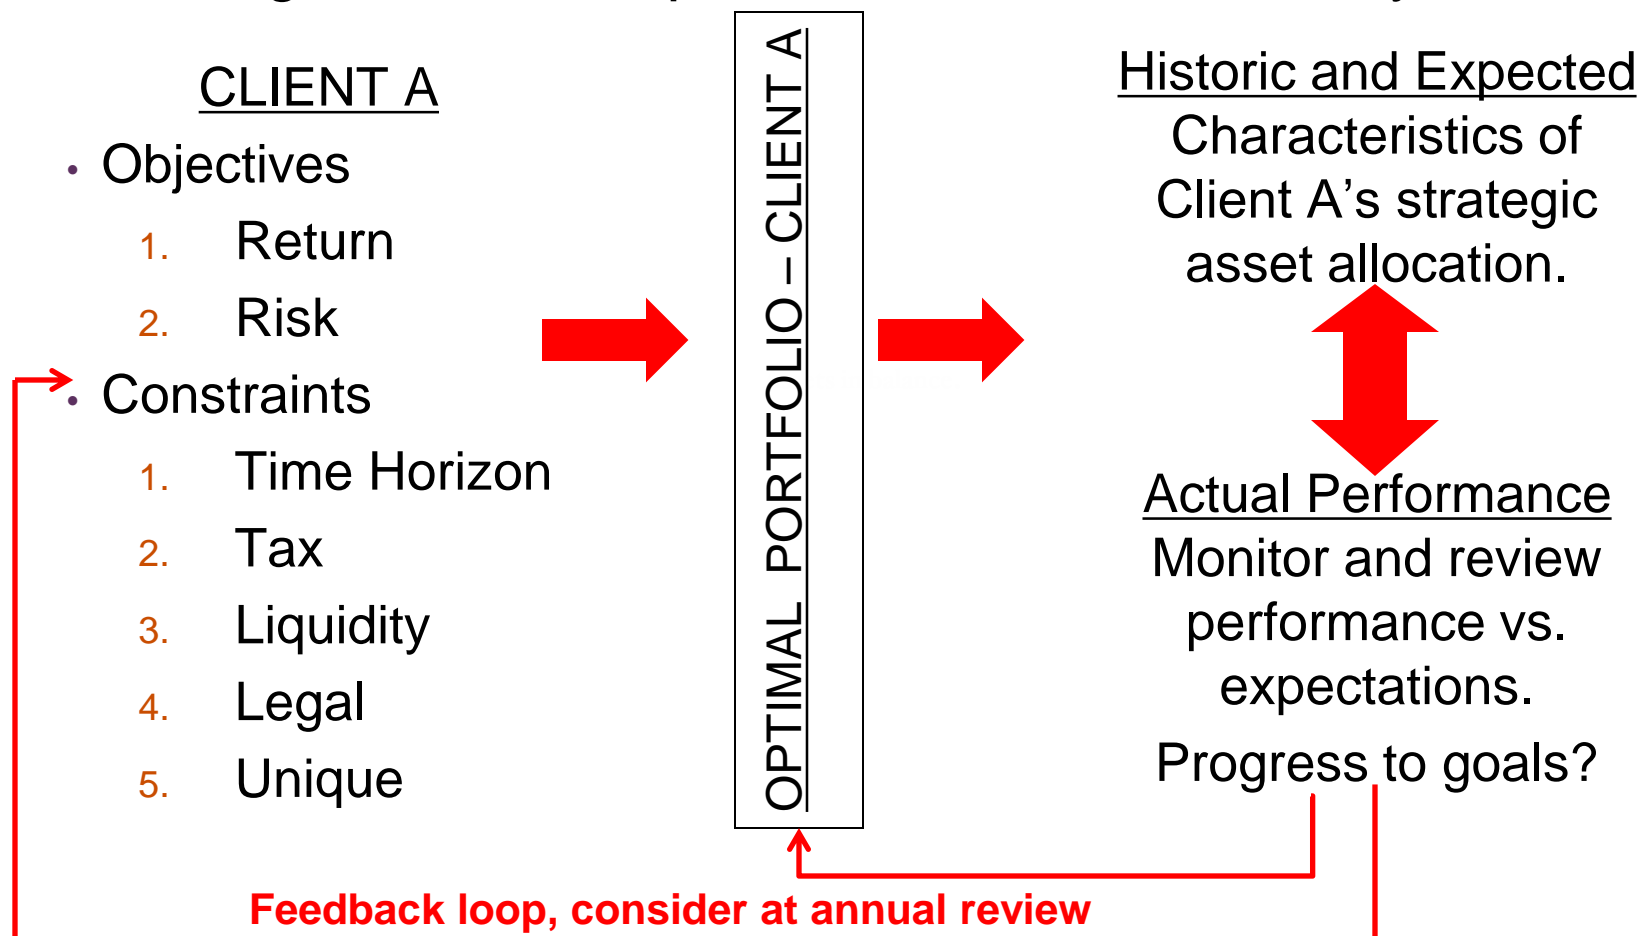 CLIENT A
• Objectives
1. Return
2. Risk
• Constraints
1. Time Horizon
2. Tax
3. Liquidity
4. Legal
5. Unique
OPTIMAL PORTFOLIO – CLIENT A
Historic and Expected
Characteristics of
Client A’s strategic
asset allocation.
Actual Performance
Monitor and review
performance vs.
expectations.
Progress to goals?
Feedback loop, consider at annual review